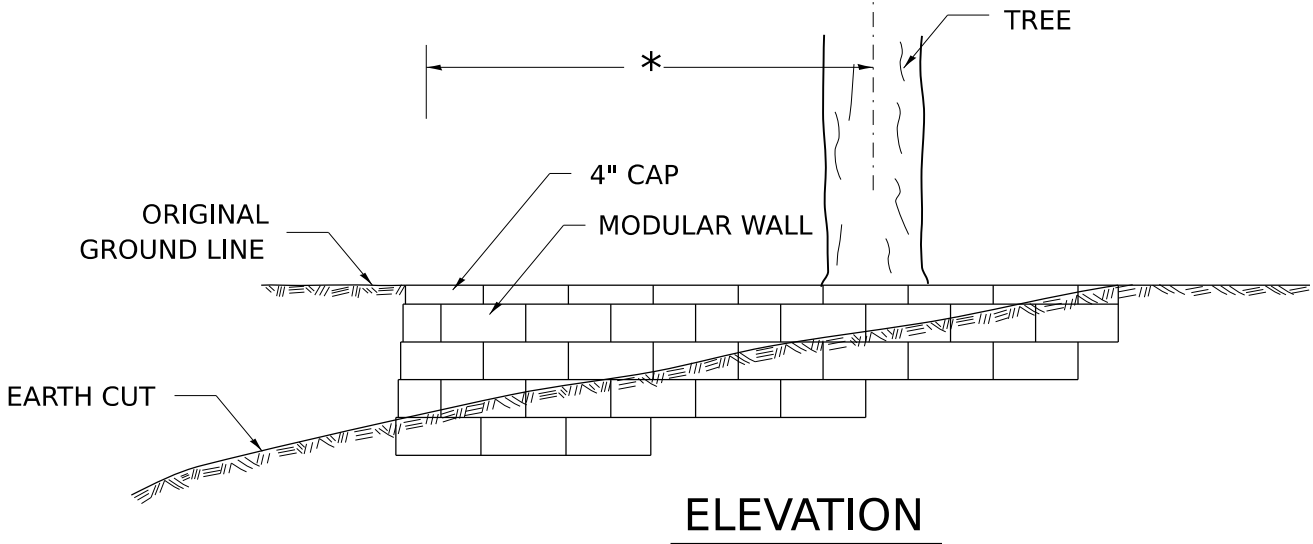 TREE
*
4" CAP
MODULAR WALL
ORIGINAL
GROUND LINE
EARTH CUT
ELEVATION